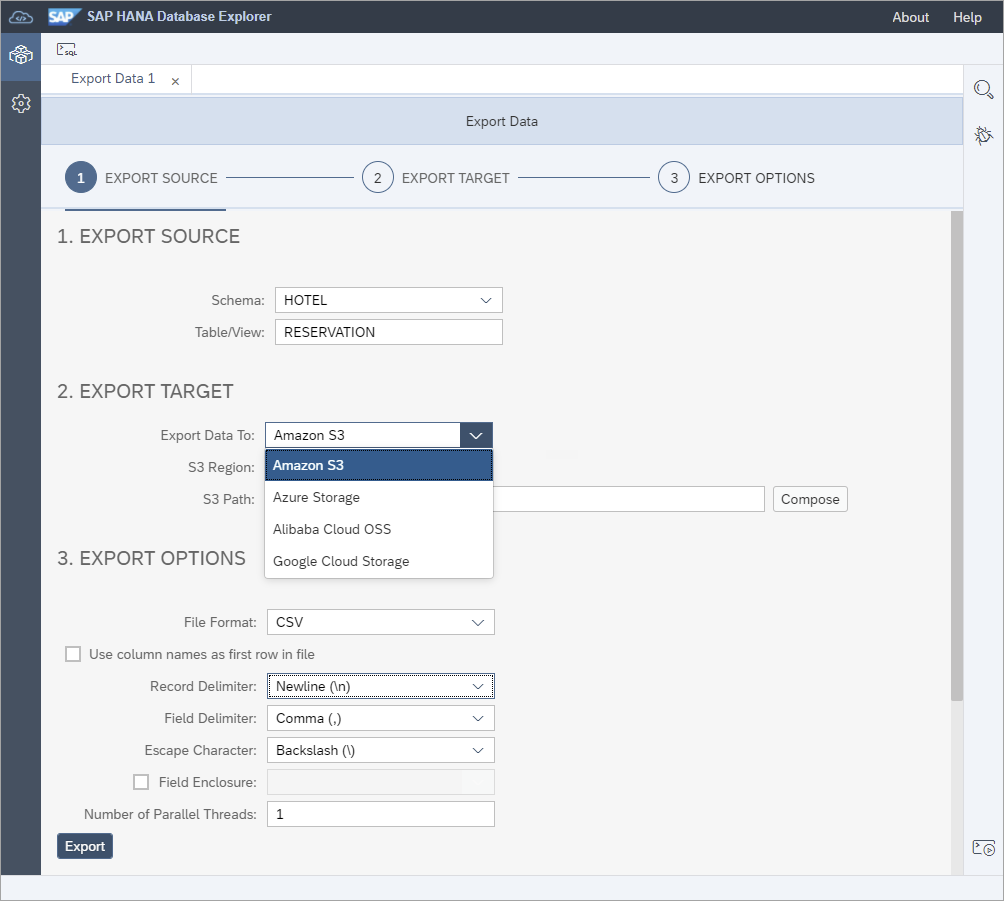 SAP SAP HANA Database Explorer About Help
SQL
Export Data 1 ×
Export Data
1 EXPORT SOURCE 2 EXPORT TARGET 3 EXPORT OPTIONS
1. EXPORT SOURCE
Schema: HOTEL
Table/View: RESERVATION
2. EXPORT TARGET
Export Data To: Amazon S3
S3 Region: Amazon S3
Azure Storage
S3 Path: Compose
Alibaba Cloud OSS
Google Cloud Storage
3. EXPORT OPTIONS
File Format: CSV
Use column names as first row in file
Record Delimiter: Newline (\n)
Field Delimiter: Comma (,)
Escape Character: Backslash (\)
Field Enclosure:
Number of Parallel Threads: 1
Export